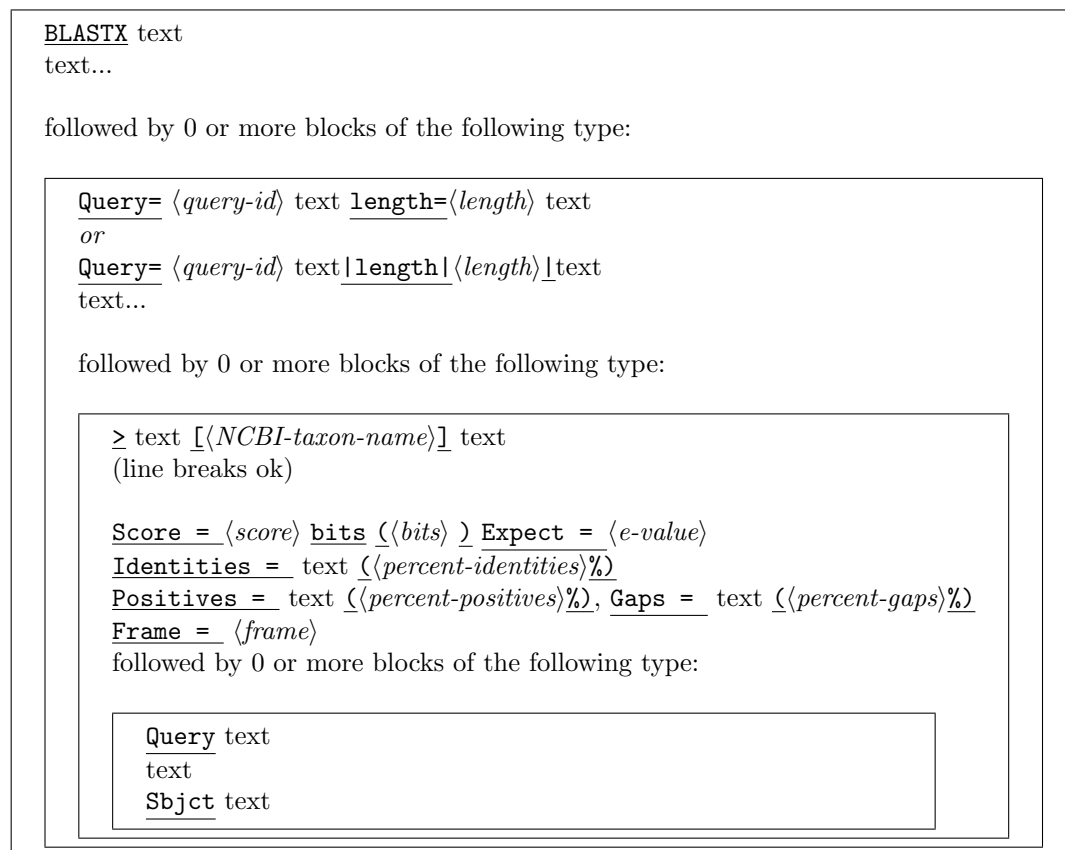 BLASTX text
text...
followed by 0 or more blocks of the following type:
Query= ⟨query-id⟩ text length=⟨length⟩ text
or
Query= ⟨query-id⟩ text|length|⟨length⟩|text
text...
followed by 0 or more blocks of the following type:
> text [⟨NCBI-taxon-name⟩] text
(line breaks ok)
Score = ⟨score⟩ bits (⟨bits⟩ ) Expect = ⟨e-value⟩
Identities = text (⟨percent-identities⟩%)
Positives = text (⟨percent-positives⟩%), Gaps = text (⟨percent-gaps⟩%)
Frame = ⟨frame⟩
followed by 0 or more blocks of the following type:
Query text
text
Sbjct text